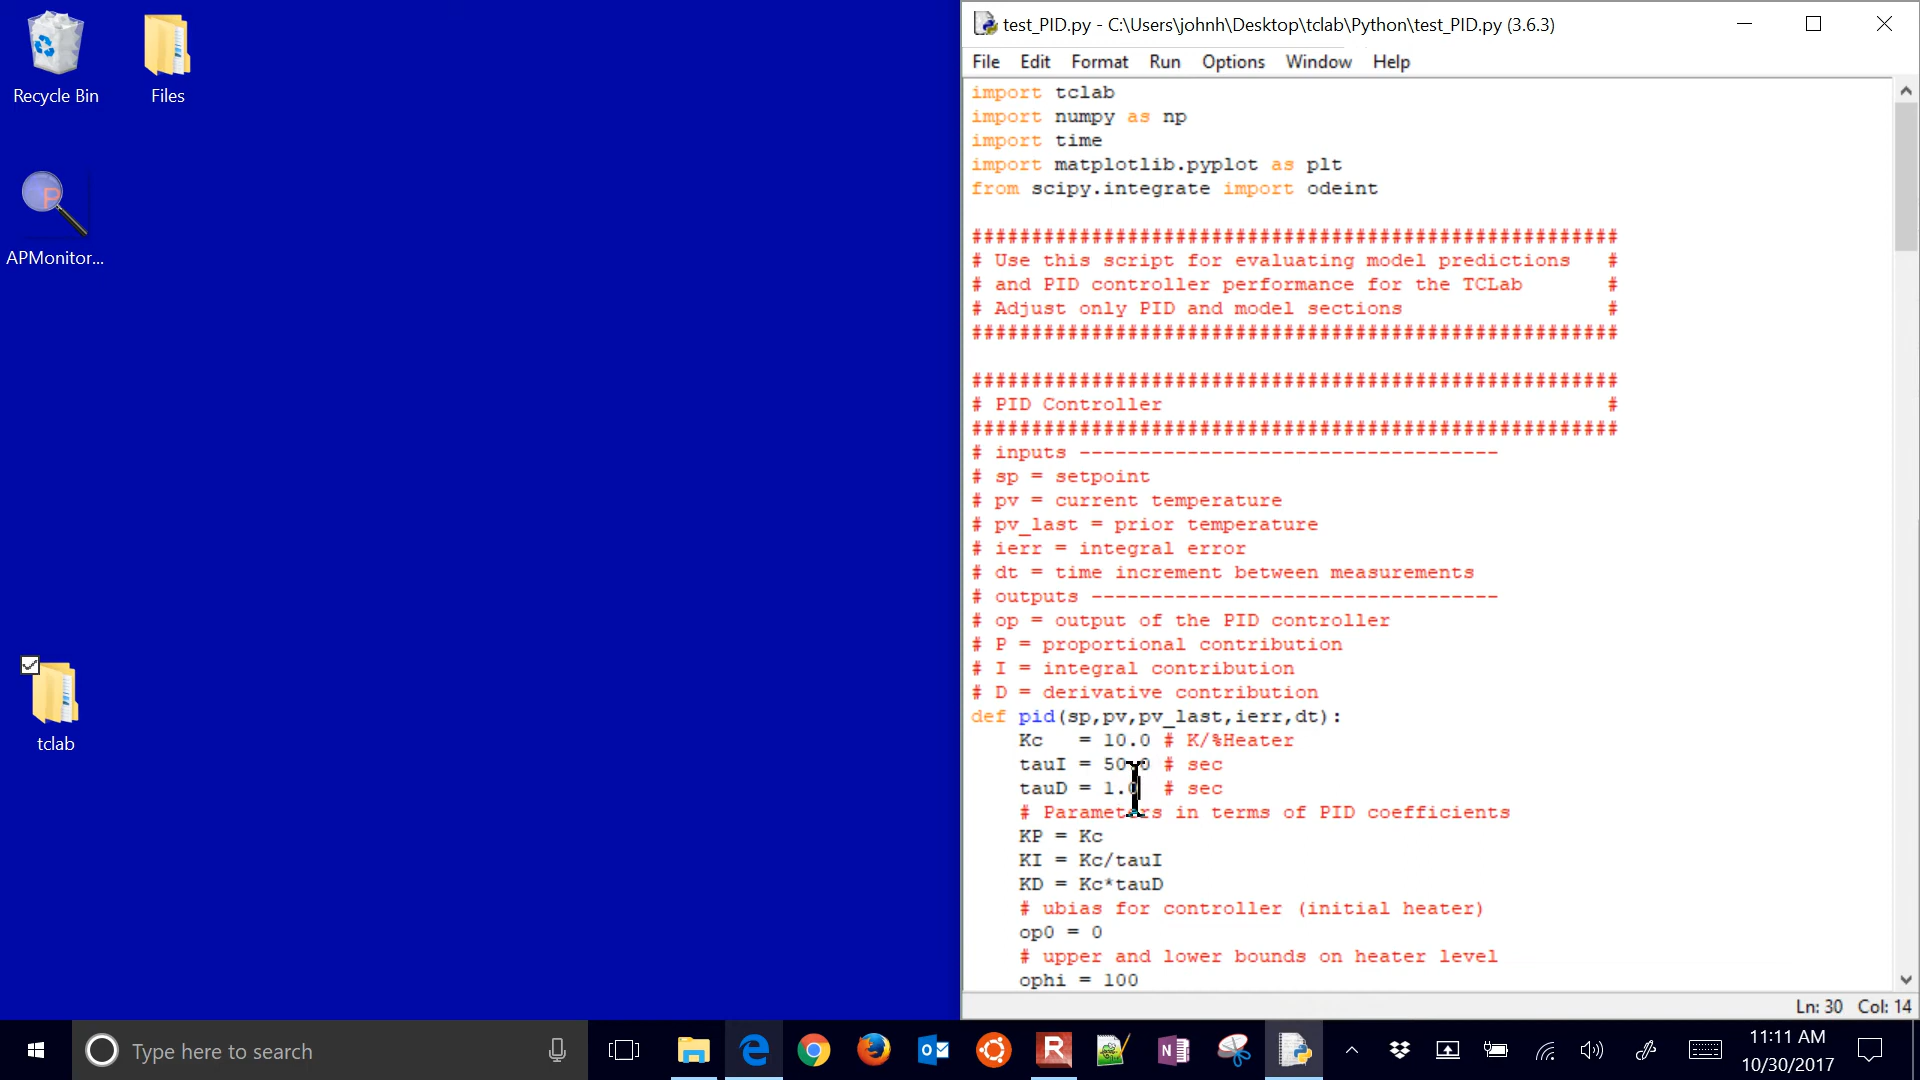 Recycle Bin
Files
P
APMonitor...
tclab
test_PID.py - C:\Users\johnh\Desktop\tclab\Python\test_PID.py (3.6.3)
File Edit Format Run Options Window Help
import tclab
import numpy as np
import time
import matplotlib.pyplot as plt
from scipy.integrate import odeint
######################################################
# Use this script for evaluating model predictions   #
# and PID controller performance for the TCLab       #
# Adjust only PID and model sections                 #
######################################################
######################################################
# PID Controller                                     #
######################################################
# inputs -----------------------------------
# sp = setpoint
# pv = current temperature
# pv_last = prior temperature
# ierr = integral error
# dt = time increment between measurements
# outputs ----------------------------------
# op = output of the PID controller
# P = proportional contribution
# I = integral contribution
# D = derivative contribution
def pid(sp,pv,pv_last,ierr,dt):
    Kc   = 10.0 # K/%Heater
    tauI = 50.0 # sec
    tauD = 1.0  # sec
    # Parameters in terms of PID coefficients
    KP = Kc
    KI = Kc/tauI
    KD = Kc*tauD
    # ubias for controller (initial heater)
    op0 = 0
    # upper and lower bounds on heater level
    ophi = 100
Ln: 30 Col: 14
Type here to search
R
N
11:11 AM
10/30/2017